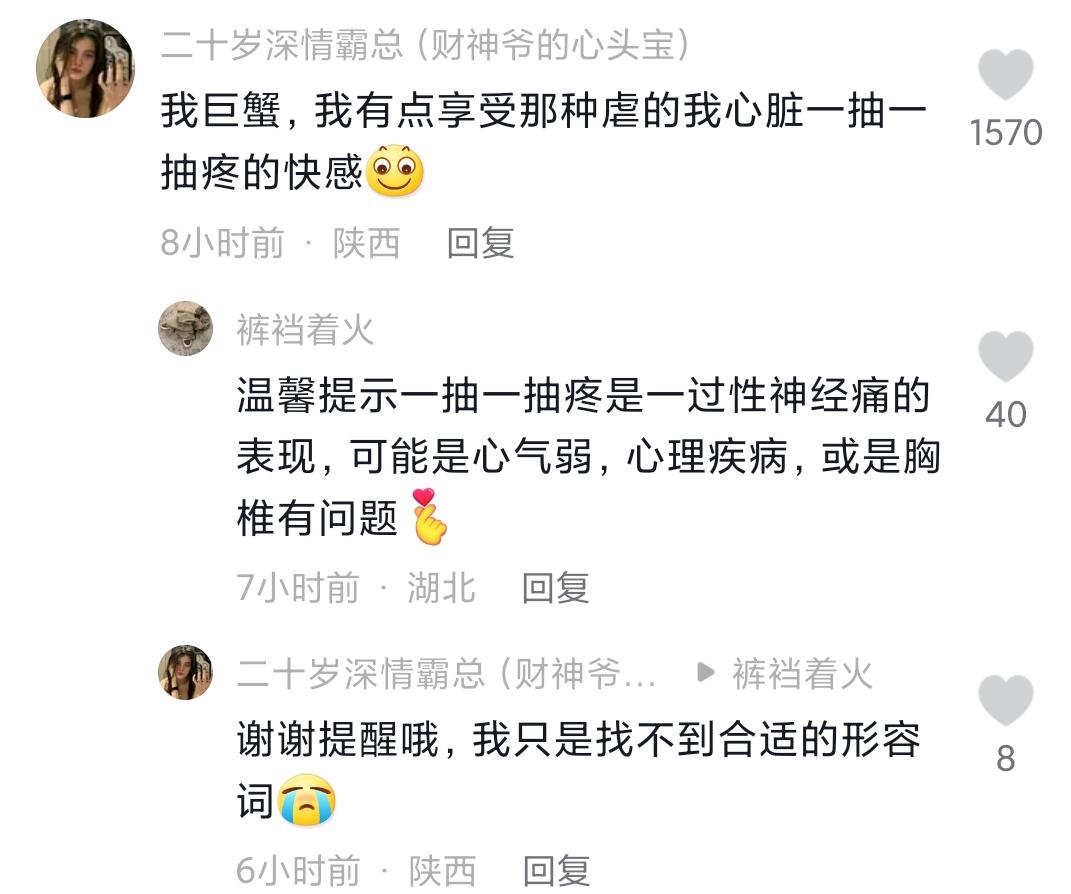 二十岁深情霸总（财神爷的心头宝）
我巨蟹，我有点享受那种虐的我心脏一抽一
1570
抽疼的快感
8小时前 · 陕西 回复
裤裆着火
温馨提示一抽一抽疼是一过性神经痛的
40
表现，可能是心气弱，心理疾病，或是胸
椎有问题
7小时前 · 湖北 回复
二十岁深情霸总（财神爷... ▶ 裤裆着火
谢谢提醒哦，我只是找不到合适的形容
8
词
6小时前 · 陕西 回复